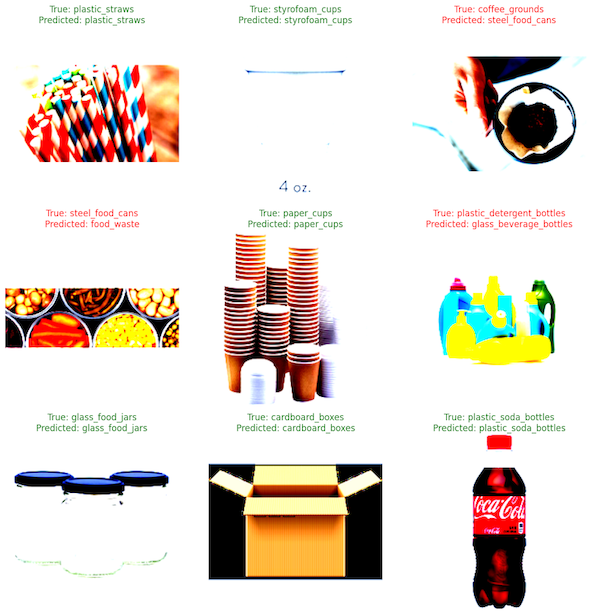 True: plastic_straws
Predicted: plastic_straws
True: styrofoam_cups
Predicted: styrofoam_cups
True: coffee_grounds
Predicted: steel_food_cans
4 oz.
True: steel_food_cans
Predicted: food_waste
True: paper_cups
Predicted: paper_cups
True: plastic_detergent_bottles
Predicted: glass_beverage_bottles
True: glass_food_jars
Predicted: glass_food_jars
True: cardboard_boxes
Predicted: cardboard_boxes
True: plastic_soda_bottles
Predicted: plastic_soda_bottles
Coca-Cola